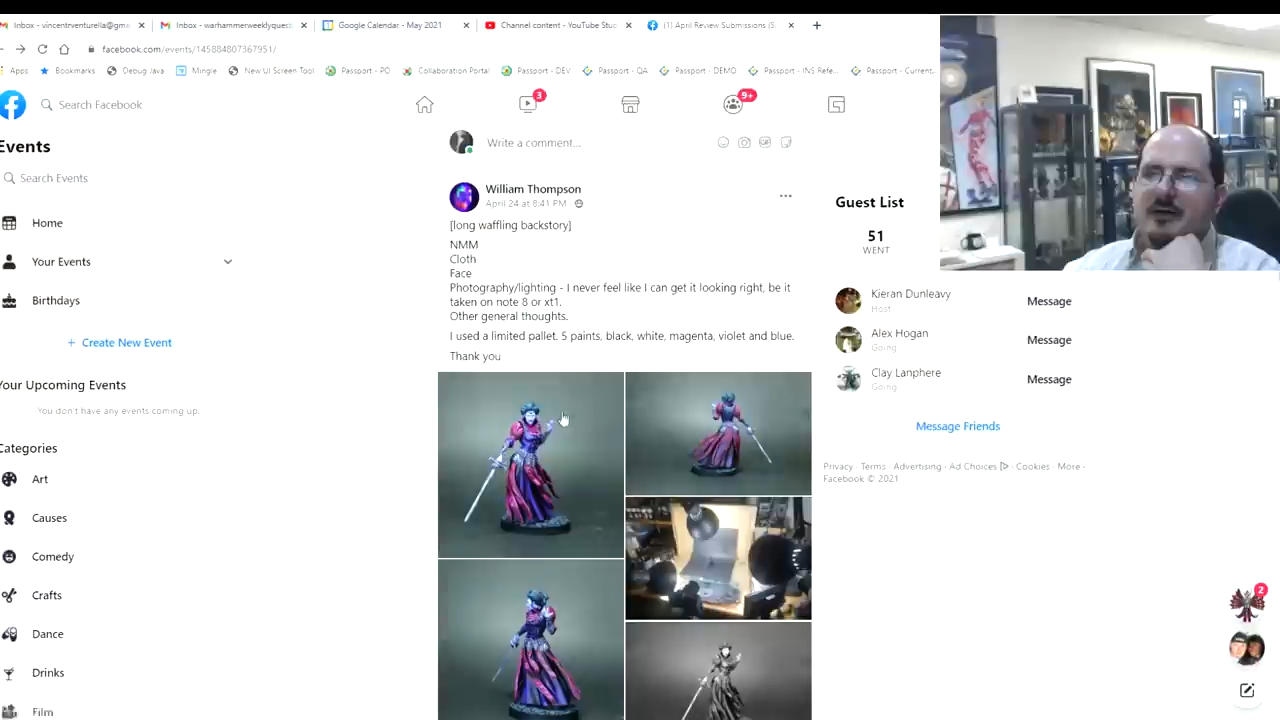 Inbox - vincentrventurella@gm
Inbox - warhammerweeklyques
Google Calendar - May 2021
Channel content - YouTube Stu
(1) April Review Submissions (S
facebook.com/events/145884807367951/
Apps
Bookmarks
Debug Java
Mingle
New UI Screen Tool
Passport - PO
Collaboration Portal
Passport - DEV
Passport - QA
Passport - DEMO
Passport - INS Refe...
Passport - Current...
Search Facebook
3
9+
Events
Search Events
Home
Your Events
Birthdays
+ Create New Event
Your Upcoming Events
You don't have any events coming up.
Categories
Art
Causes
Comedy
Crafts
Dance
Drinks
Film
Write a comment...
William Thompson
April 24 at 8:41 PM
[long waffling backstory]
NMM
Cloth
Face
Photography/lighting - I never feel like I can get it looking right, be it
taken on note 8 or xt1.
Other general thoughts.
I used a limited pallet. 5 paints, black, white, magenta, violet and blue.
Thank you
Guest List
51
WENT
Kieran Dunleavy
Host
Message
Alex Hogan
Going
Message
Clay Lanphere
Going
Message
Message Friends
Privacy · Terms · Advertising · Ad Choices · Cookies · More ·
Facebook © 2021
2